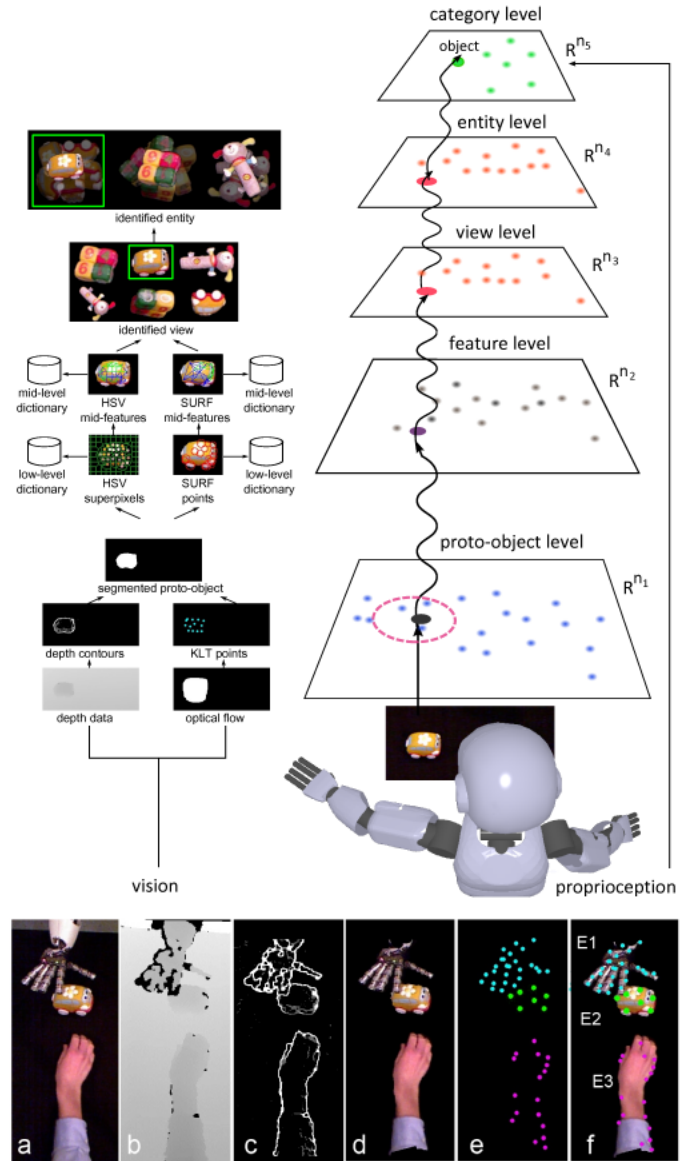 category level
object
R^n5
entity level
R^n4
identified entity
view level
R^n3
identified view
feature level
R^n2
mid-level
dictionary
HSV
mid-features
SURF
mid-features
mid-level
dictionary
low-level
dictionary
HSV
superpixels
SURF
points
low-level
dictionary
proto-object level
R^n1
segmented proto-object
depth contours
KLT points
depth data
optical flow
vision
proprioception
E1
E2
E3
a
b
c
d
e
f